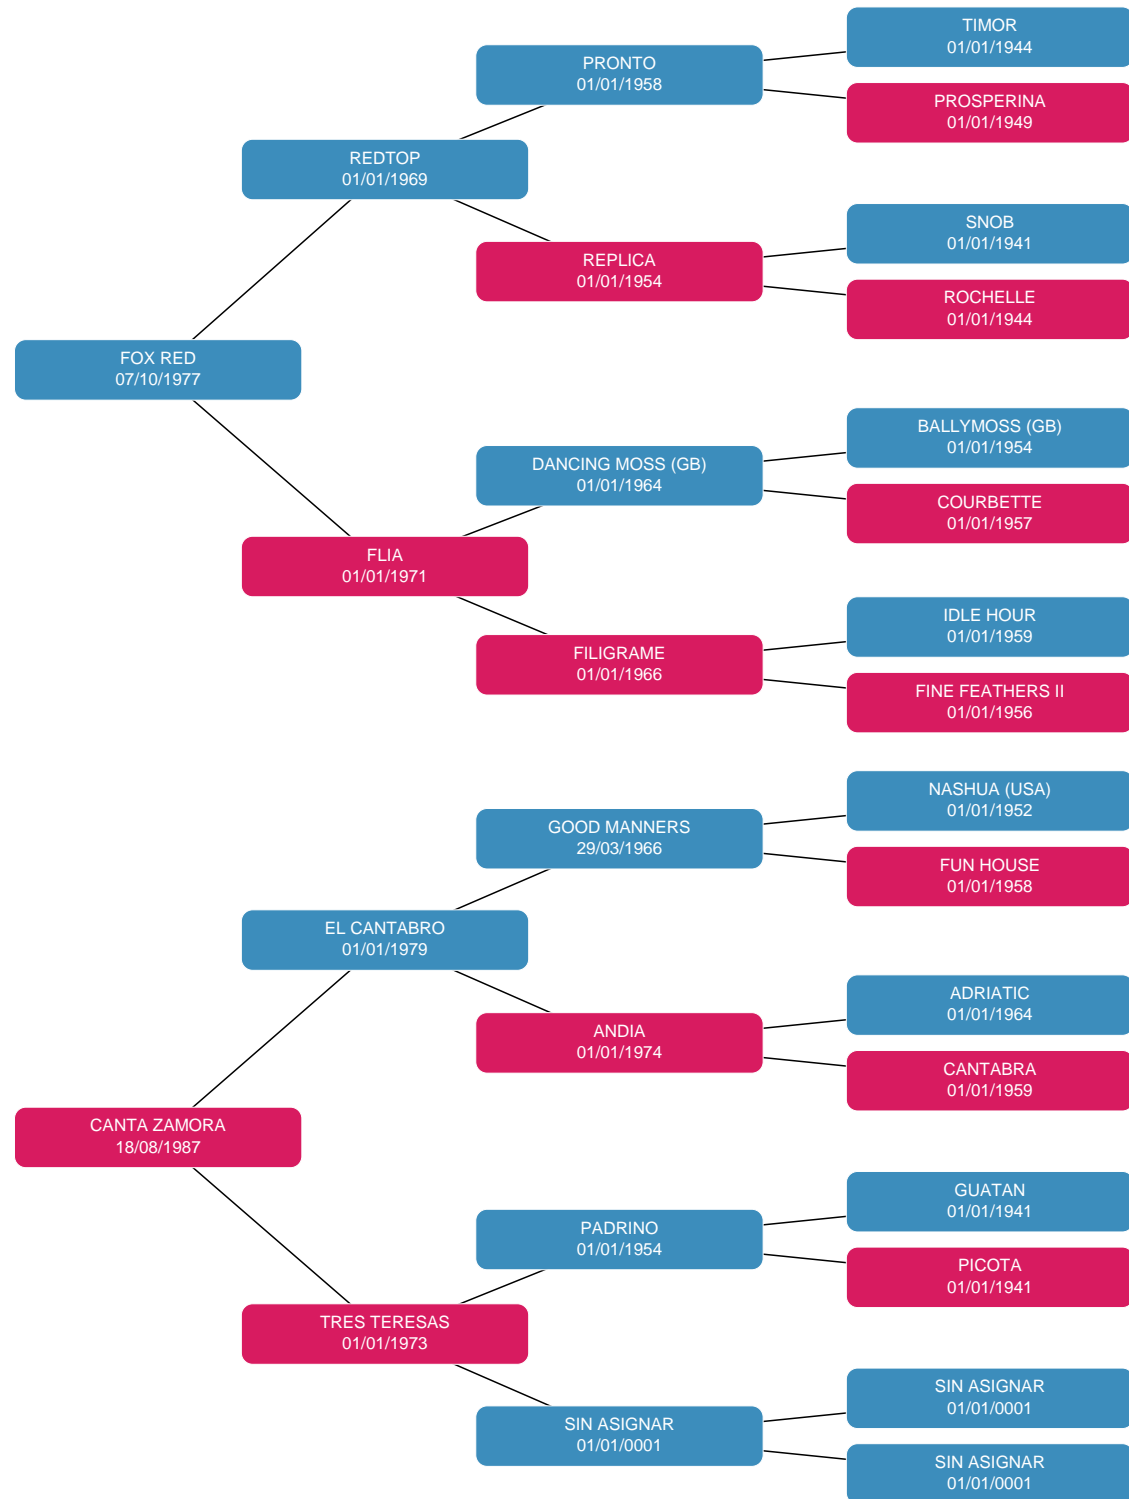 TIMOR
01/01/1944
PRONTO
01/01/1958
PROSPERINA
01/01/1949
REDTOP
01/01/1969
SNOB
01/01/1941
REPLICA
01/01/1954
ROCHELLE
01/01/1944
FOX RED
07/10/1977
BALLYMOSS (GB)
01/01/1954
DANCING MOSS (GB)
01/01/1964
COURBETTE
01/01/1957
FLIA
01/01/1971
IDLE HOUR
01/01/1959
FILIGRAME
01/01/1966
FINE FEATHERS II
01/01/1956
NASHUA (USA)
01/01/1952
GOOD MANNERS
29/03/1966
FUN HOUSE
01/01/1958
EL CANTABRO
01/01/1979
ADRIATIC
01/01/1964
ANDIA
01/01/1974
CANTABRA
01/01/1959
CANTA ZAMORA
18/08/1987
GUATAN
01/01/1941
PADRINO
01/01/1954
PICOTA
01/01/1941
TRES TERESAS
01/01/1973
SIN ASIGNAR
01/01/0001
SIN ASIGNAR
01/01/0001
SIN ASIGNAR
01/01/0001